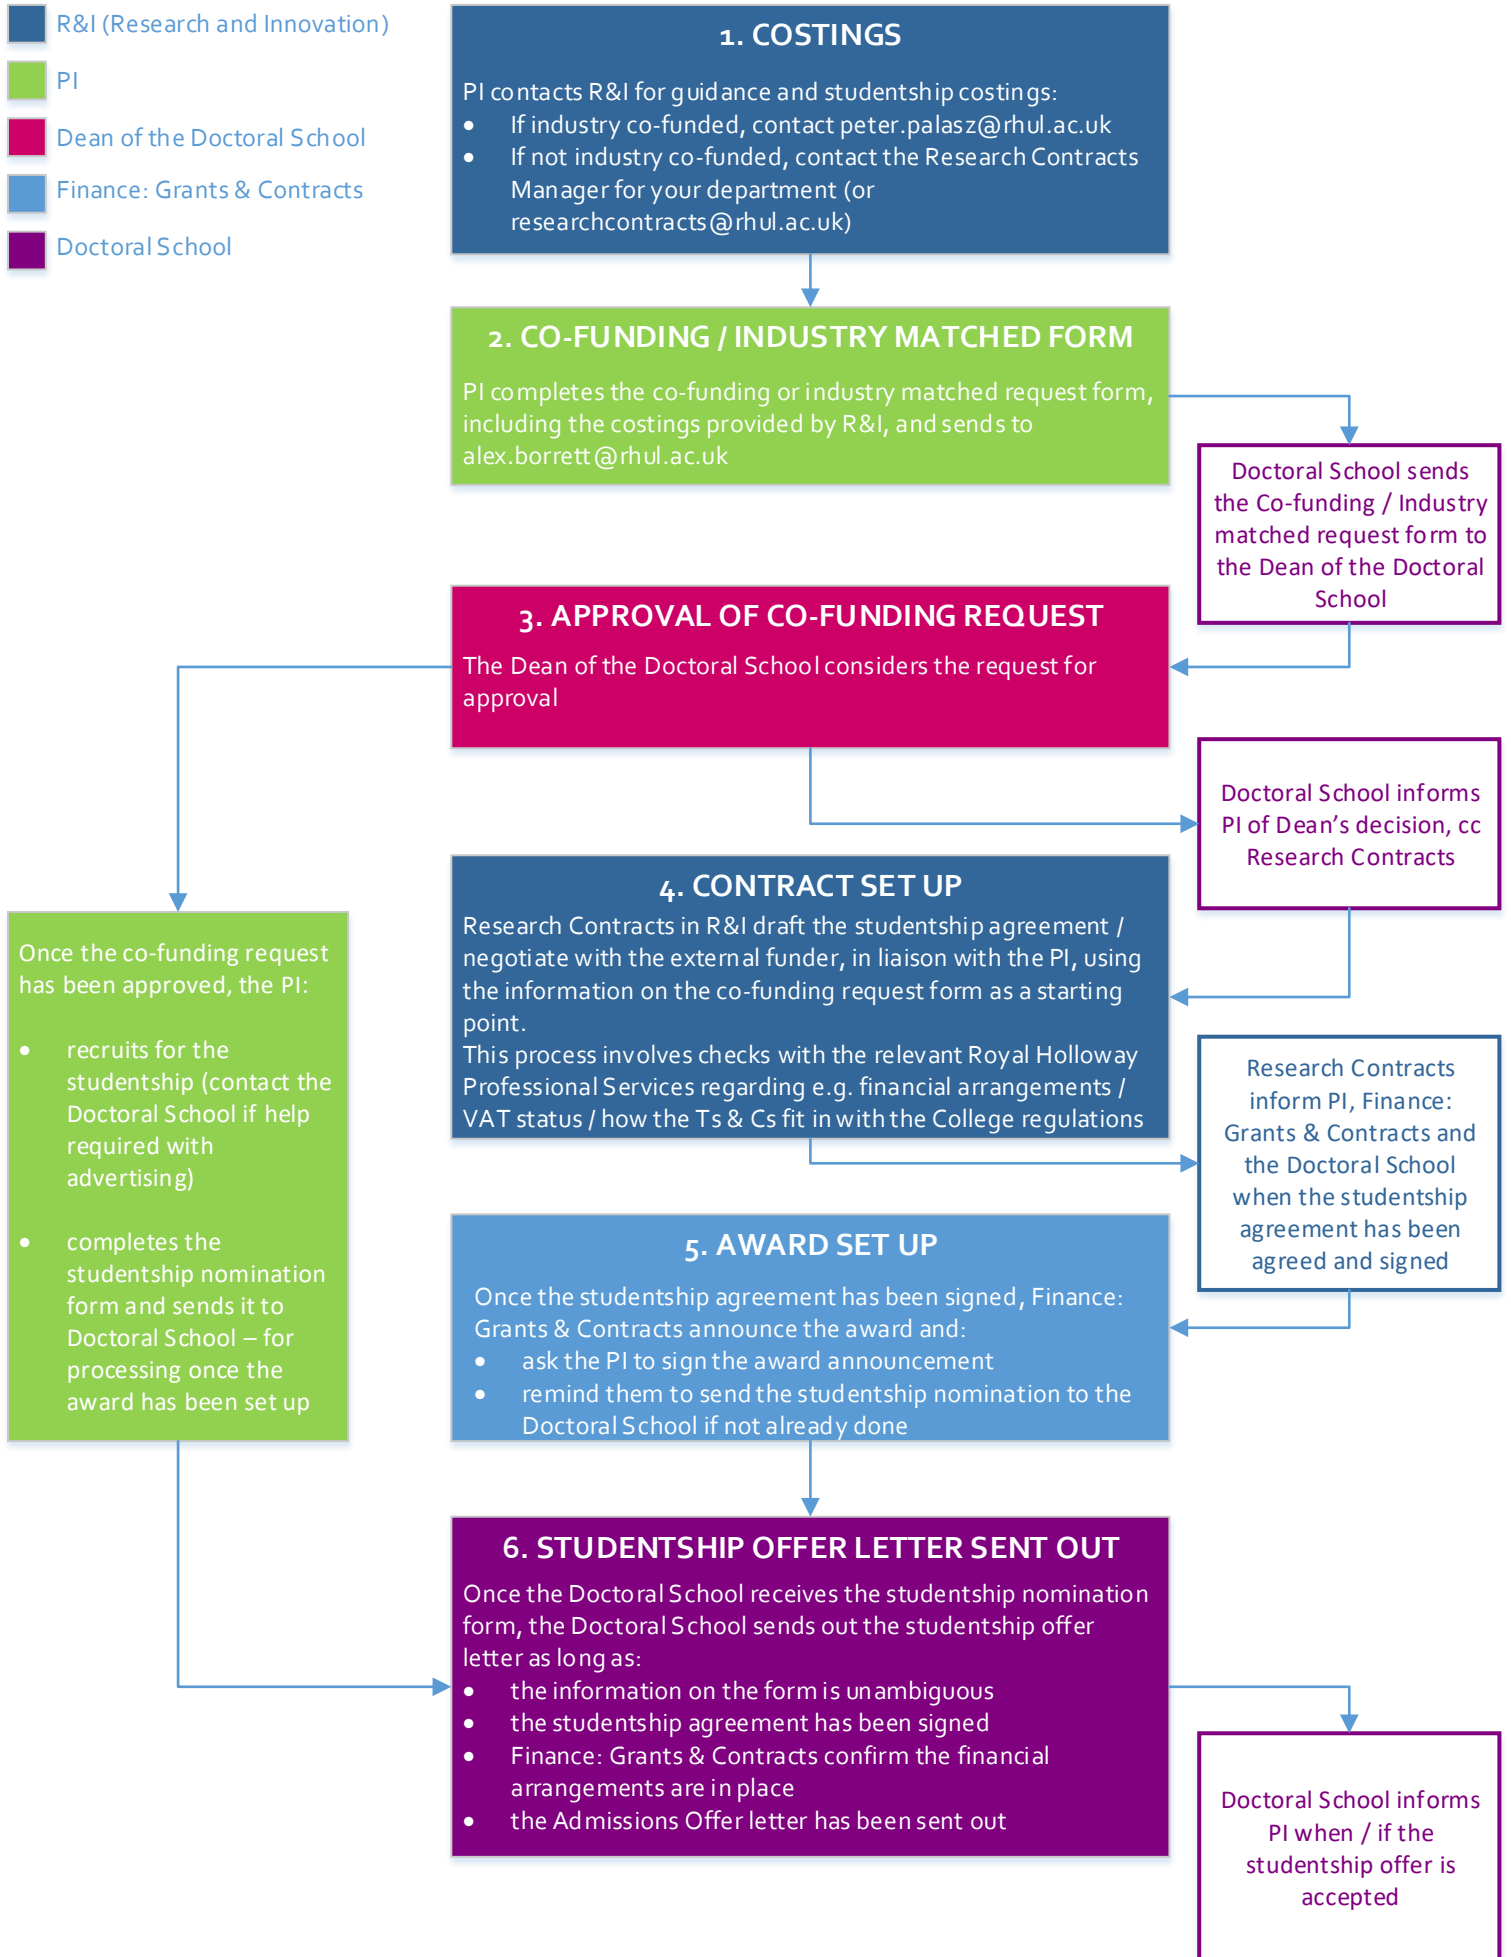 R&I (Research and Innovation)
PI
Dean of the Doctoral School
Finance: Grants & Contracts
Doctoral School
1. COSTINGS
PI contacts R&I for guidance and studentship costings:
• If industry co-funded, contact peter.palasz@rhul.ac.uk
• If not industry co-funded, contact the Research Contracts
Manager for your department (or
researchcontracts@rhul.ac.uk)
2. CO-FUNDING / INDUSTRY MATCHED FORM
PI completes the co-funding or industry matched request form,
including the costings provided by R&I, and sends to
alex.borrett@rhul.ac.uk
Doctoral School sends
the Co-funding / Industry
matched request form to
the Dean of the Doctoral
School
3. APPROVAL OF CO-FUNDING REQUEST
The Dean of the Doctoral School considers the request for
approval
Doctoral School informs
PI of Dean’s decision, cc
Research Contracts
4. CONTRACT SET UP
Research Contracts in R&I draft the studentship agreement /
negotiate with the external funder, in liaison with the PI, using
the information on the co-funding request form as a starting
point.
This process involves checks with the relevant Royal Holloway
Professional Services regarding e.g. financial arrangements /
VAT status / how the Ts & Cs fit in with the College regulations
Once the co-funding request
has been approved, the PI:
• recruits for the
studentship (contact the
Doctoral School if help
required with
advertising)
• completes the
studentship nomination
form and sends it to
Doctoral School – for
processing once the
award has been set up
Research Contracts
inform PI, Finance:
Grants & Contracts and
the Doctoral School
when the studentship
agreement has been
agreed and signed
5. AWARD SET UP
Once the studentship agreement has been signed, Finance:
Grants & Contracts announce the award and:
• ask the PI to sign the award announcement
• remind them to send the studentship nomination to the
Doctoral School if not already done
6. STUDENTSHIP OFFER LETTER SENT OUT
Once the Doctoral School receives the studentship nomination
form, the Doctoral School sends out the studentship offer
letter as long as:
• the information on the form is unambiguous
• the studentship agreement has been signed
• Finance: Grants & Contracts confirm the financial
arrangements are in place
• the Admissions Offer letter has been sent out
Doctoral School informs
PI when / if the
studentship offer is
accepted